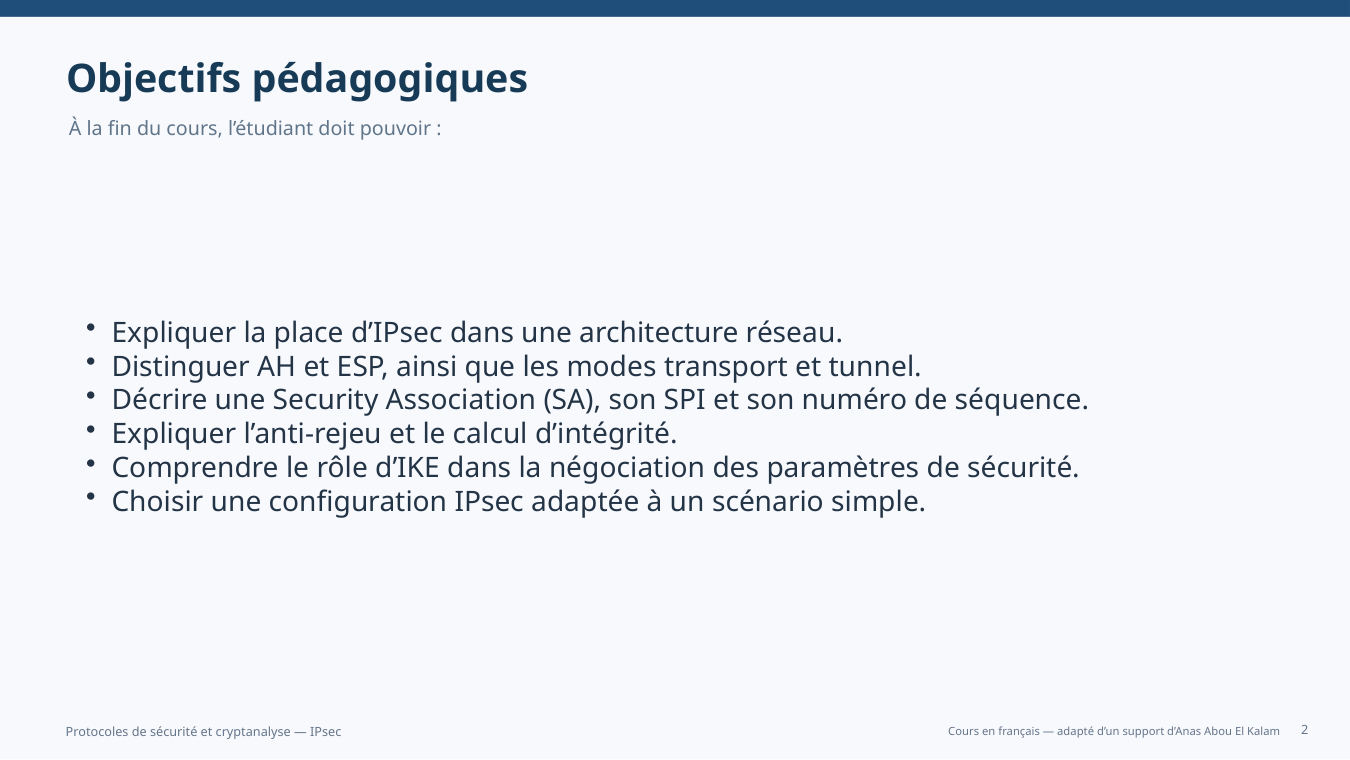 Objectifs pédagogiques
À la fin du cours, l’étudiant doit pouvoir :
• Expliquer la place d’IPsec dans une architecture réseau.
• Distinguer AH et ESP, ainsi que les modes transport et tunnel.
• Décrire une Security Association (SA), son SPI et son numéro de séquence.
• Expliquer l’anti-rejeu et le calcul d’intégrité.
• Comprendre le rôle d’IKE dans la négociation des paramètres de sécurité.
• Choisir une configuration IPsec adaptée à un scénario simple.
Protocoles de sécurité et cryptanalyse — IPsec
Cours en français — adapté d’un support d’Anas Abou El Kalam 2